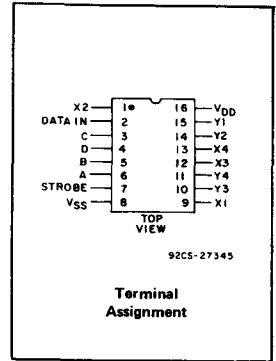 X2 1 16 VDD
DATA IN 2 15 Y1
C 3 14 Y2
D 4 13 X4
B 5 12 X3
A 6 11 Y4
STROBE 7 10 Y3
VSS 8 9 X1
TOP
VIEW
92CS-27345
Terminal
Assignment